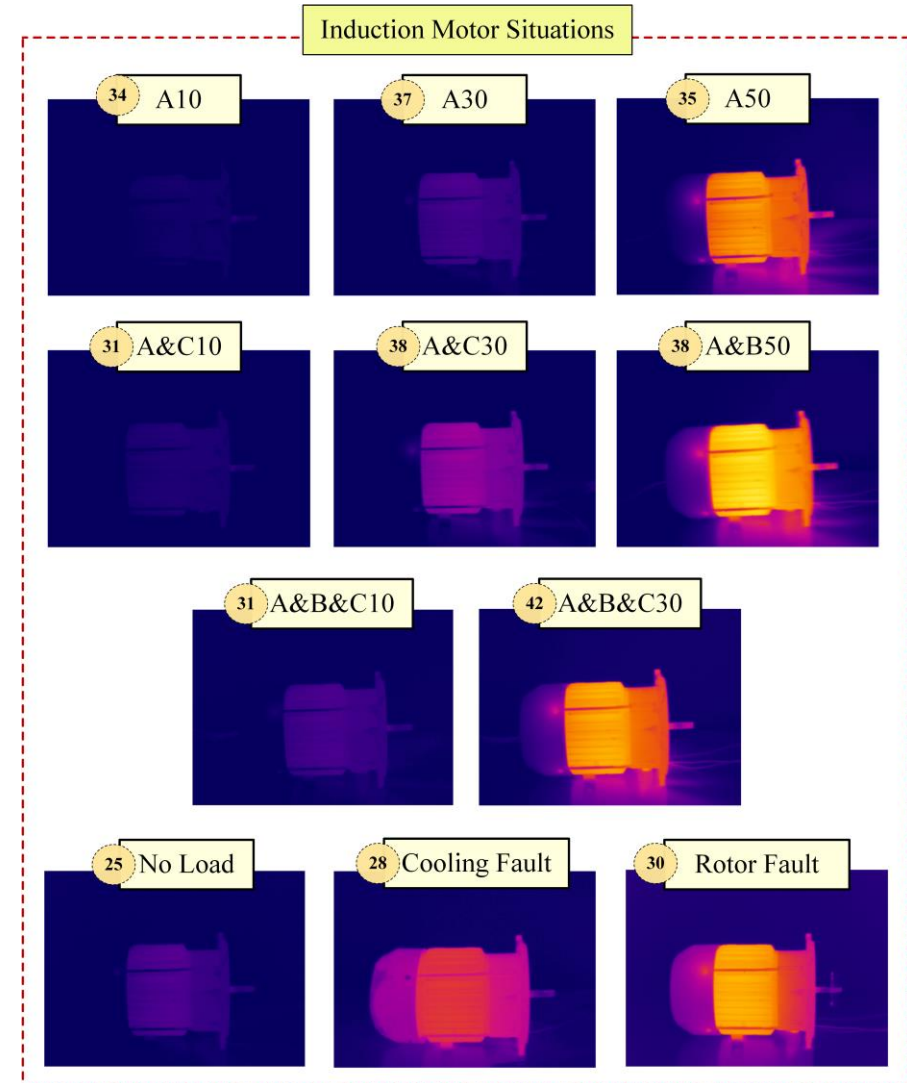 Induction Motor Situations
34 A10
37 A30
35 A50
31 A&C10
38 A&C30
38 A&B50
31 A&B&C10
42 A&B&C30
25 No Load
28 Cooling Fault
30 Rotor Fault